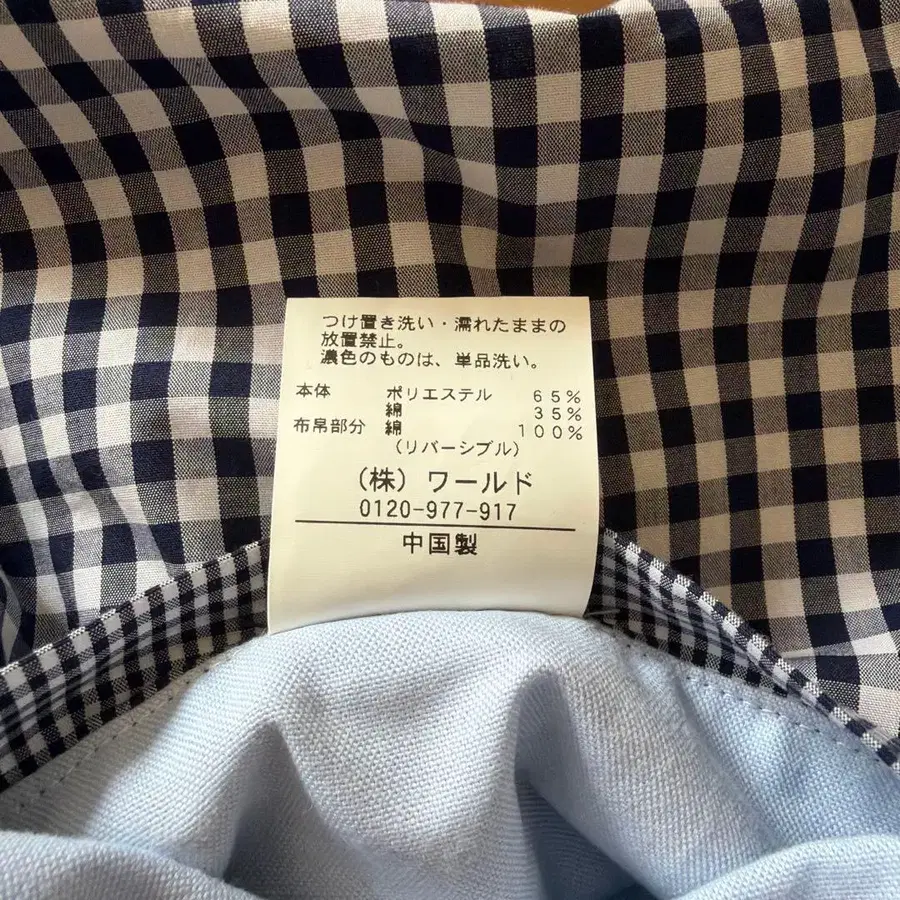 つけ置き洗い・濡れたままの
放置禁止。
濃色のものは、単品洗い。
本体 ポリエステル 65%
綿 35%
布帛部分 綿 100%
(リバーシブル)
(株) ワールド
0120-977-917
中国製